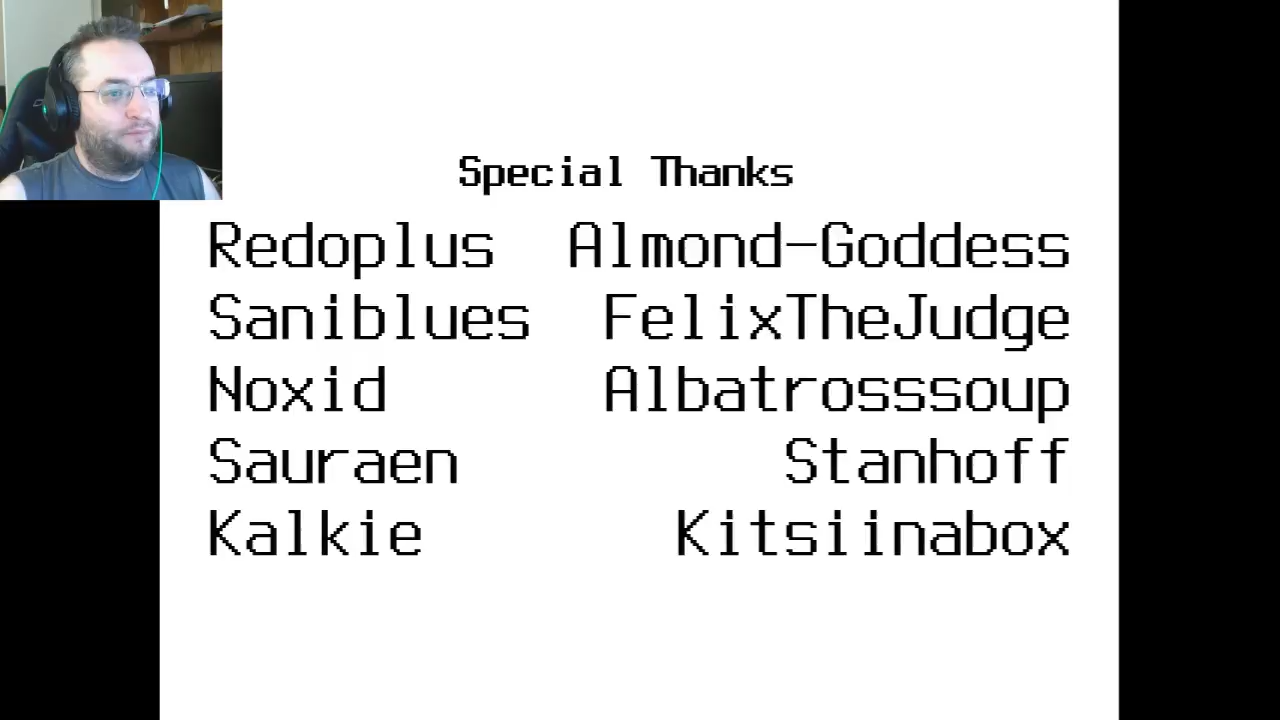 Special Thanks
Redoplus Almond-Goddess
Saniblues FelixTheJudge
Noxid Albatrosssoup
Sauraen Stanhoff
Kalkie Kitsiinabox